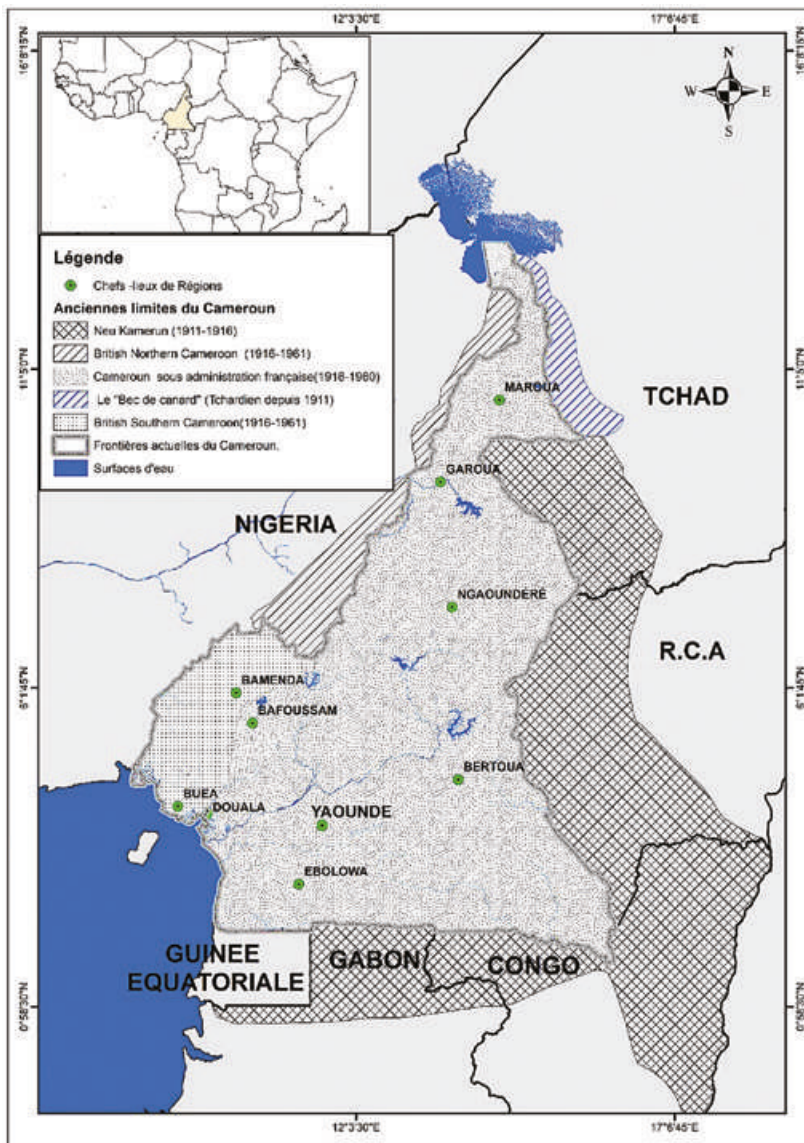 12°3'30"E
17°6'45"E
16°8'15"N
16°8'15"N
N
W
E
S
Légende
Chefs -lieux de Régions
Anciennes limites du Cameroun
Neu Kamerun (1911-1916)
British Northern Cameroon (1916-1961)
Cameroun sous administration française(1916-1960)
Le "Bec de canard" (Tchardien depuis 1911)
British Southern Cameroon(1916-1961)
Frontières actuelles du Cameroun.
Surfaces d'eau
11°5'0"N
11°5'0"N
MAROUA
TCHAD
GAROUA
NIGERIA
NGAOUNDERE
R.C.A
6°1'45"N
6°1'45"N
BAMENDA
BAFOUSSAM
BERTOUA
BUEA
DOUALA
YAOUNDE
EBOLOWA
GUINEE
EQUATORIALE
GABON
CONGO
0°58'30"N
0°58'30"N
12°3'30"E
17°6'45"E